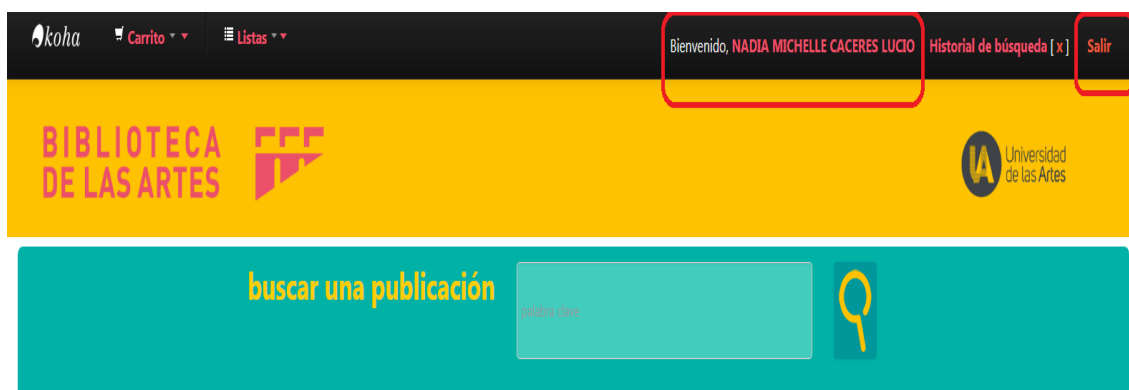 koha Carrito Listas Bienvenido, NADIA MICHELLE CACERES LUCIO Historial de búsqueda [ x ] Salir
BIBLIOTECA
DE LAS ARTES
UA Universidad
de las Artes
buscar una publicación
palabra clave